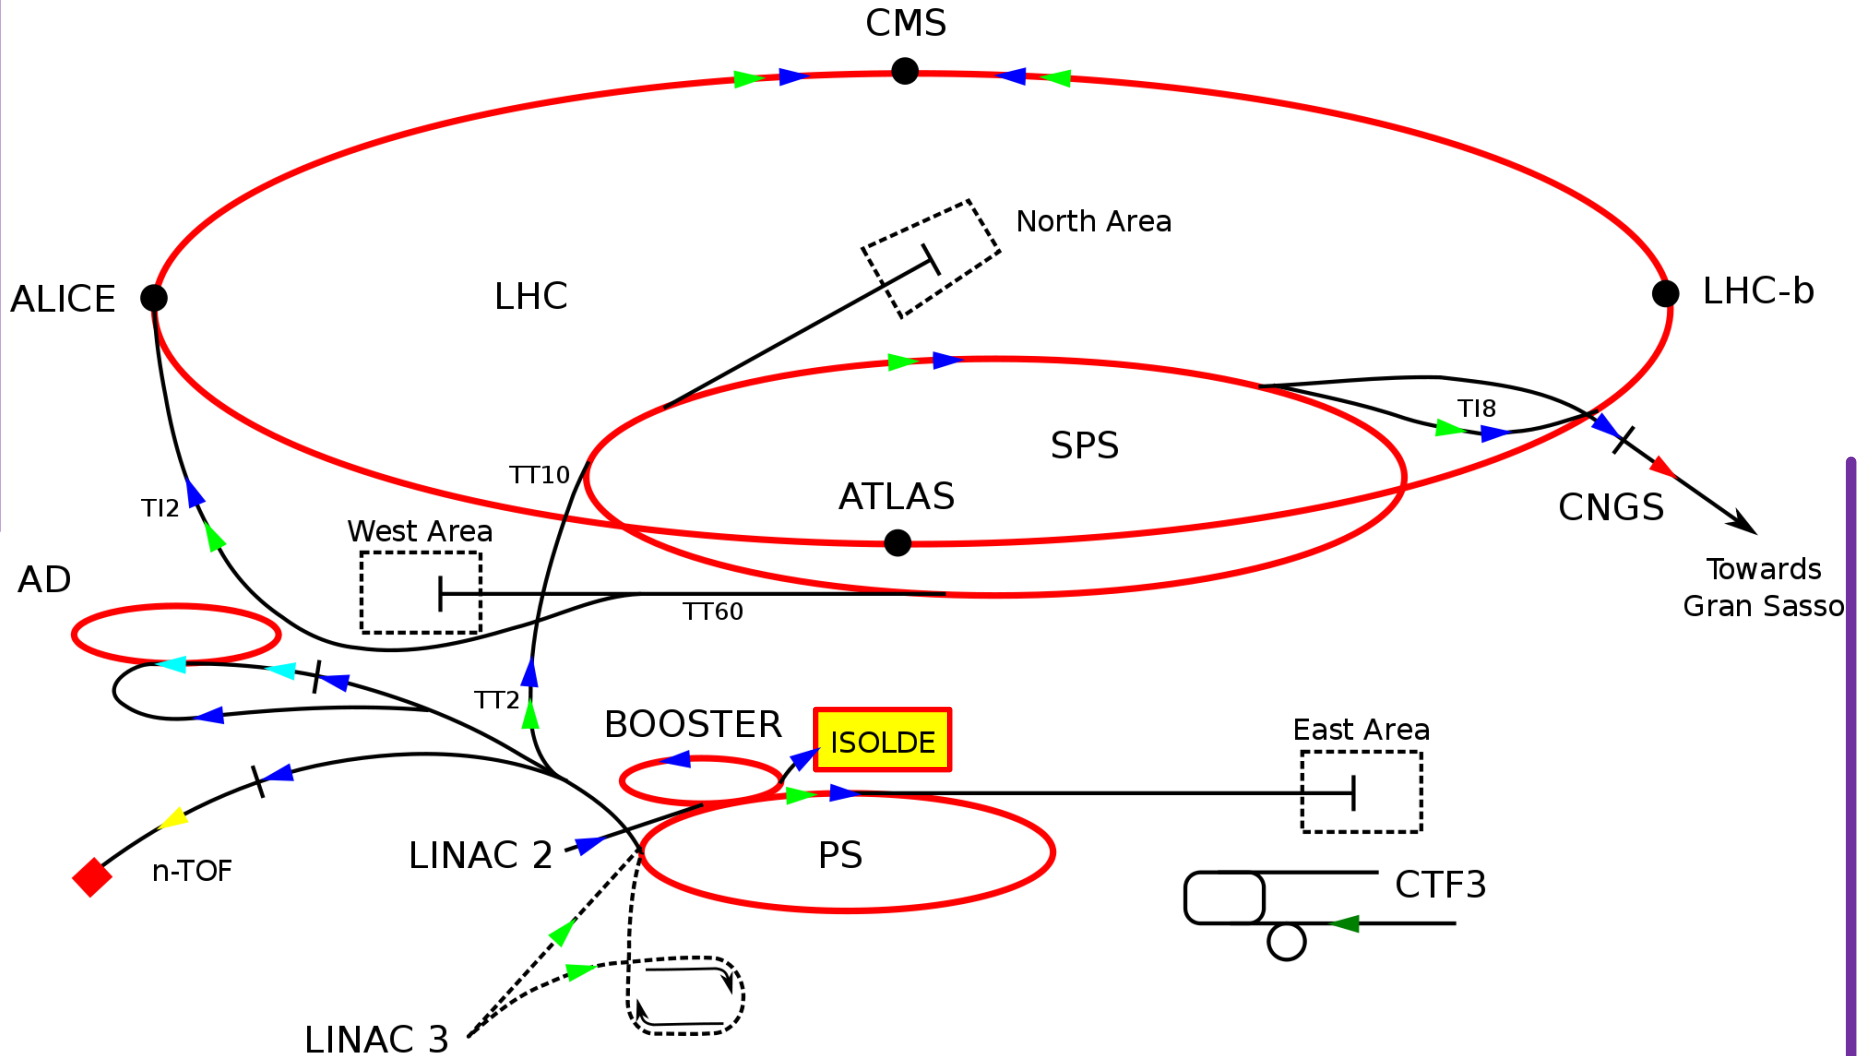 CMS
North Area
ALICE
LHC
LHC-b
TI8
SPS
TT10
ATLAS
TI2
CNGS
West Area
Towards
Gran Sasso
AD
TT60
TT2
BOOSTER
ISOLDE
East Area
LINAC 2
PS
n-TOF
CTF3
LINAC 3